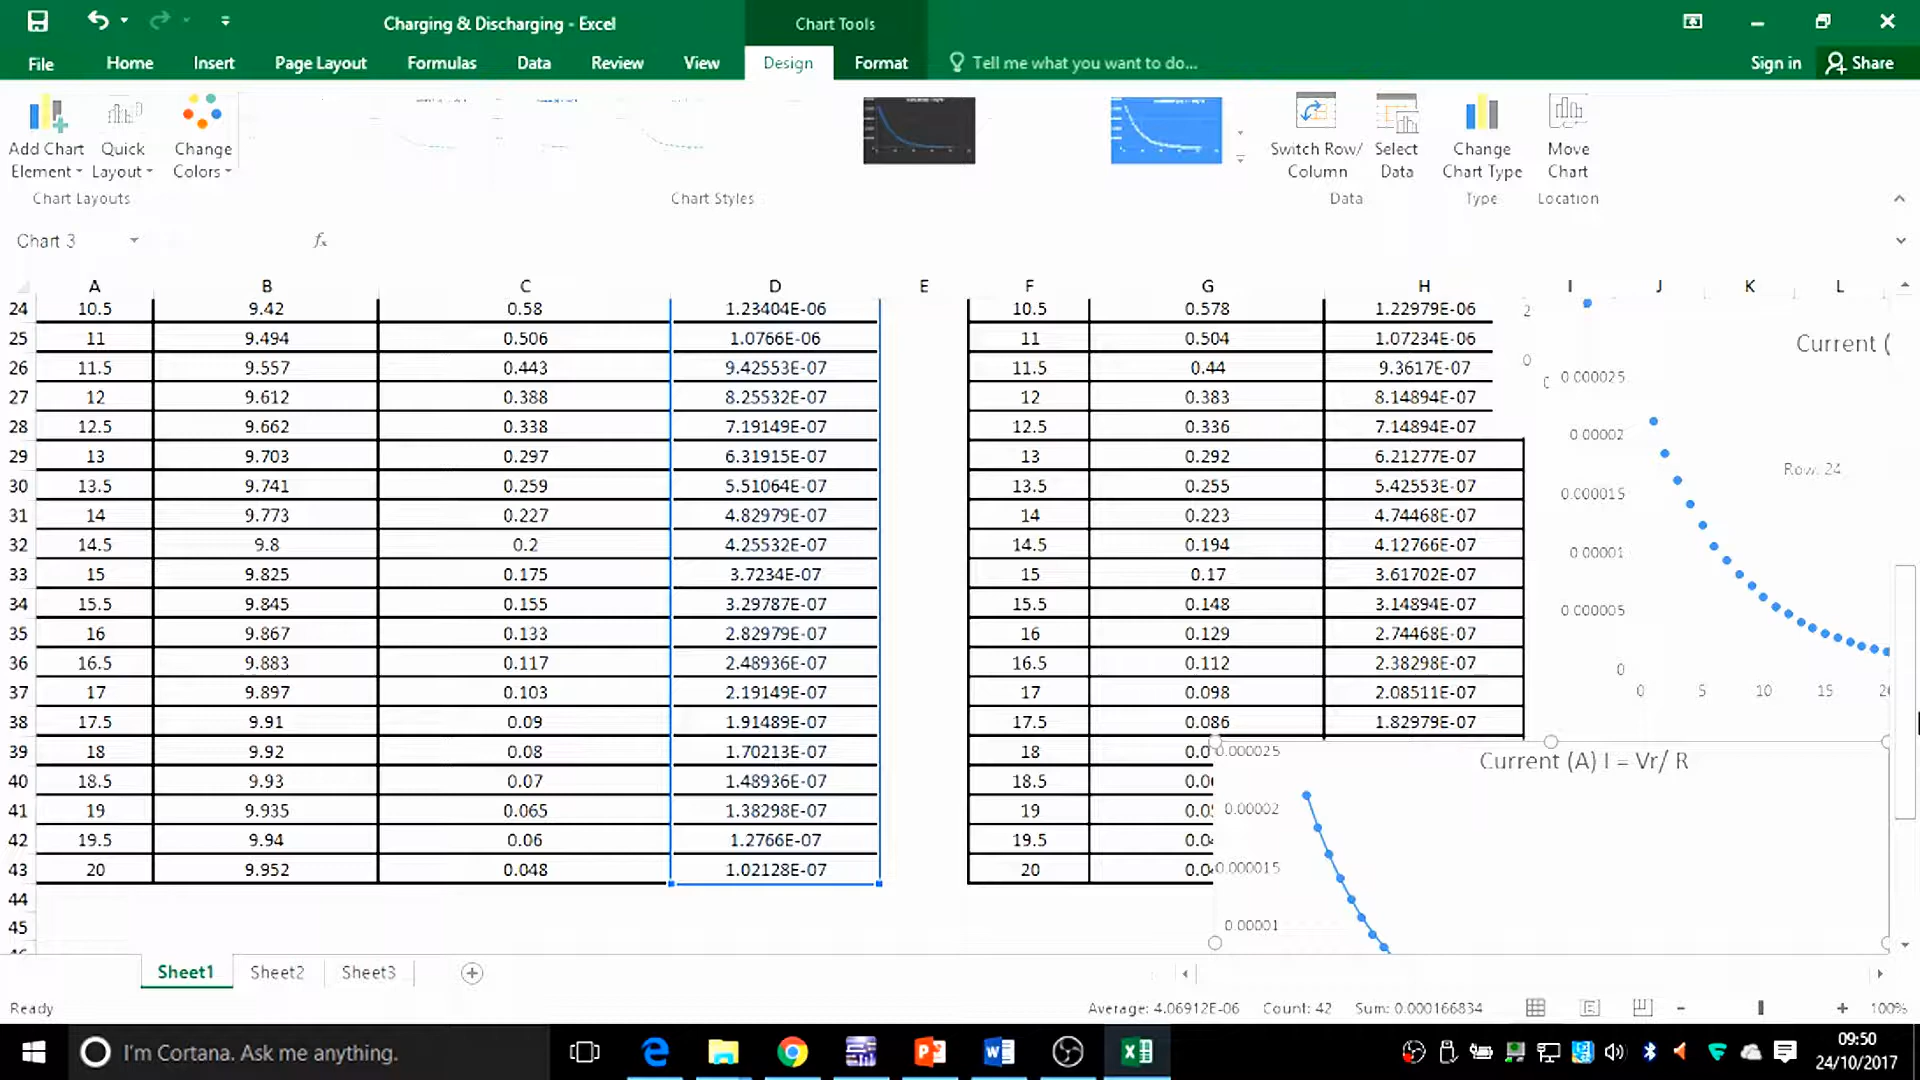 Charging & Discharging - Excel
Chart Tools
File Home Insert Page Layout Formulas Data Review View Design Format Tell me what you want to do... Sign in Share
Add Chart Element Quick Layout Change Colors Switch Row/ Column Select Data Change Chart Type Move Chart
Chart Layouts Chart Styles Data Type Location
Chart 3 fx
A B C D E F G H I J K L
24 10.5 9.42 0.58 1.23404E-06 10.5 0.578 1.22979E-06
25 11 9.494 0.506 1.0766E-06 11 0.504 1.07234E-06
26 11.5 9.557 0.443 9.42553E-07 11.5 0.44 9.3617E-07
27 12 9.612 0.388 8.25532E-07 12 0.383 8.14894E-07
28 12.5 9.662 0.338 7.19149E-07 12.5 0.336 7.14894E-07
29 13 9.703 0.297 6.31915E-07 13 0.292 6.21277E-07
30 13.5 9.741 0.259 5.51064E-07 13.5 0.255 5.42553E-07
31 14 9.773 0.227 4.82979E-07 14 0.223 4.74468E-07
32 14.5 9.8 0.2 4.25532E-07 14.5 0.194 4.12766E-07
33 15 9.825 0.175 3.7234E-07 15 0.17 3.61702E-07
34 15.5 9.845 0.155 3.29787E-07 15.5 0.148 3.14894E-07
35 16 9.867 0.133 2.82979E-07 16 0.129 2.74468E-07
36 16.5 9.883 0.117 2.48936E-07 16.5 0.112 2.38298E-07
37 17 9.897 0.103 2.19149E-07 17 0.098 2.08511E-07
38 17.5 9.91 0.09 1.91489E-07 17.5 0.086 1.82979E-07
39 18 9.92 0.08 1.70213E-07 18
40 18.5 9.93 0.07 1.48936E-07 18.5
41 19 9.935 0.065 1.38298E-07 19
42 19.5 9.94 0.06 1.2766E-07 19.5
43 20 9.952 0.048 1.02128E-07 20
44
45
2
0
Current (
0.000025
0.00002
Row: 24
0.000015
0.00001
0.000005
0
0 5 10 15
Current (A) I = Vr/ R
0.000025
0.00002
0.000015
0.00001
Sheet1 Sheet2 Sheet3
Ready Average: 4.06912E-06 Count: 42 Sum: 0.000166834 100%
I'm Cortana. Ask me anything.
09:50
24/10/2017